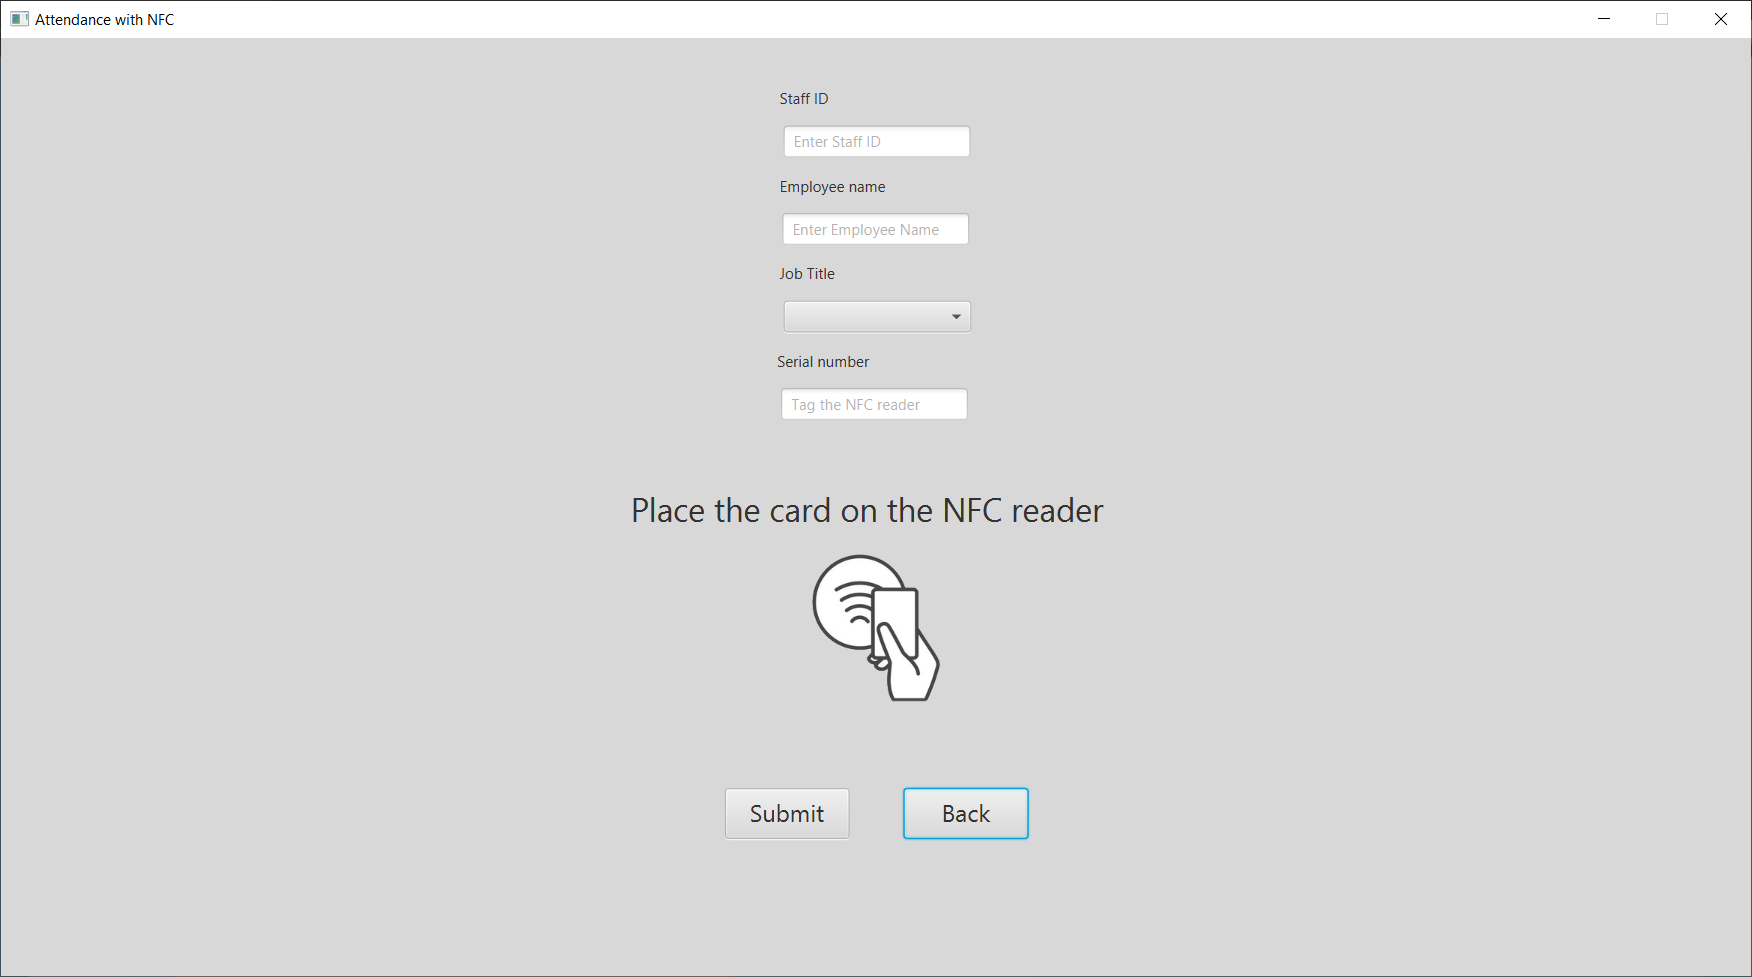 Attendance with NFC
Staff ID
Enter Staff ID
Employee name
Enter Employee Name
Job Title
Serial number
Tag the NFC reader
Place the card on the NFC reader
Submit
Back